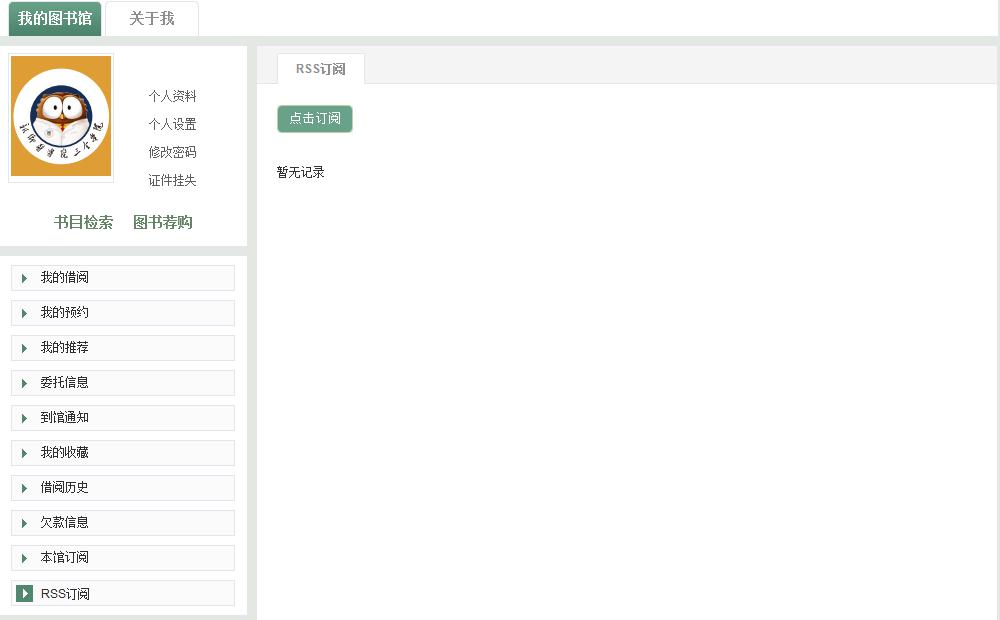 我的图书馆 关于我
个人资料
个人设置
修改密码
证件挂失
书目检索 图书荐购
我的借阅
我的预约
我的推荐
委托信息
到馆通知
我的收藏
借阅历史
欠款信息
本馆订阅
RSS订阅
RSS订阅
点击订阅
暂无记录